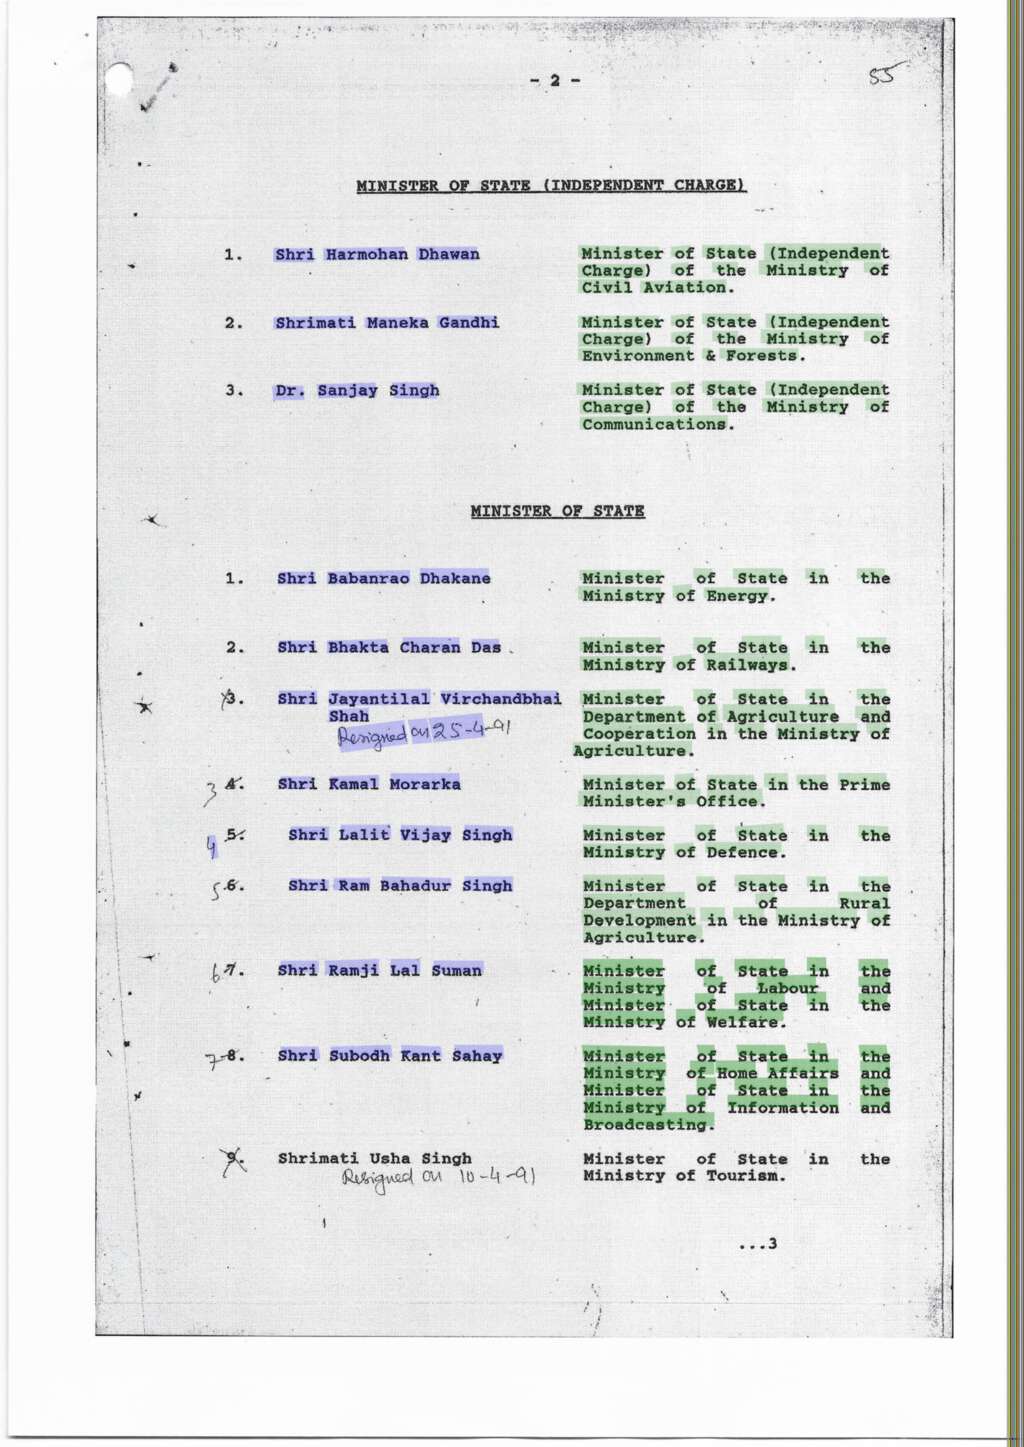 - 2 -
55
MINISTER OF STATE (INDEPENDENT CHARGE)
1. Shri Harmohan Dhawan Minister of State (Independent
Charge) of the Ministry of
Civil Aviation.
2. Shrimati Maneka Gandhi Minister of State (Independent
Charge) of the Ministry of
Environment & Forests.
3. Dr. Sanjay Singh Minister of State (Independent
Charge) of the Ministry of
Communications.
MINISTER OF STATE
1. Shri Babanrao Dhakane Minister of State in the
Ministry of Energy.
2. Shri Bhakta Charan Das. Minister of State in the
Ministry of Railways.
3. Shri Jayantilal Virchandbhai Minister of State in the
Shah Department of Agriculture and
Resigned on 25-4-91 Cooperation in the Ministry of
Agriculture.
3 4. Shri Kamal Morarka Minister of State in the Prime
Minister's Office.
4 5. Shri Lalit Vijay Singh Minister of State in the
Ministry of Defence.
5 6. Shri Ram Bahadur Singh Minister of State in the
Department of Rural
Development in the Ministry of
Agriculture.
6 7. Shri Ramji Lal Suman Minister of State in the
Ministry of Labour and
Minister of State in the
Ministry of Welfare.
7 8. Shri Subodh Kant Sahay Minister of State in the
Ministry of Home Affairs and
Minister of State in the
Ministry of Information and
Broadcasting.
9. Shrimati Usha Singh Minister of State in the
Resigned on 10-4-91 Ministry of Tourism.
...3